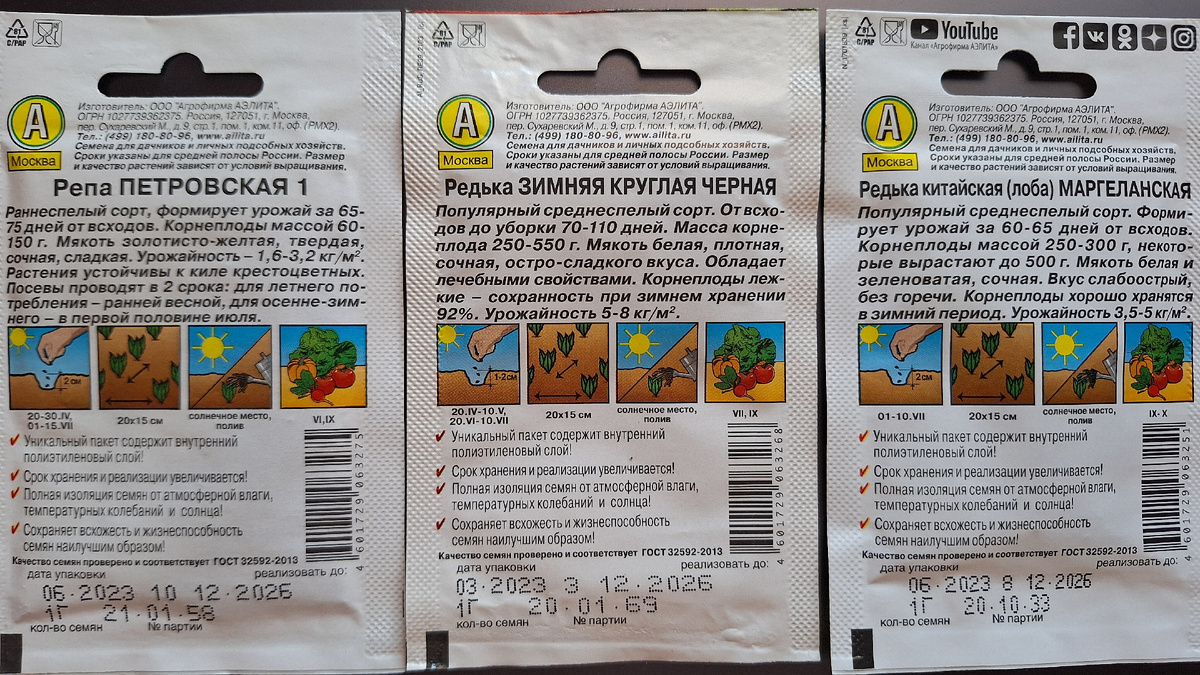 81
C/PAP
А
Москва
Изготовитель: ООО "Агрофирма АЭЛИТА".
ОГРН 1027739362375. Россия, 127051, г. Москва,
пер. Сухаревский М., д.9, стр.1, пом.1, ком.11, оф. (РМХ2).
Тел.: (499) 180-80-96, www.ailita.ru
Семена для дачников и личных подсобных хозяйств.
Сроки указаны для средней полосы России. Размер
и качество растений зависят от условий выращивания.
Репа ПЕТРОВСКАЯ 1
Раннеспелый сорт, формирует урожай за 65-
75 дней от всходов. Корнеплоды массой 60-
150 г. Мякоть золотисто-желтая, твердая,
сочная, сладкая. Урожайность – 1,6-3,2 кг/м².
Растения устойчивы к киле крестоцветных.
Посевы проводят в 2 срока: для летнего по-
требления – ранней весной, для осенне-зим-
него – в первой половине июля.
2 см
20-30.IV,
01-15.VII
20х15 см
солнечное место,
полив
VI,IX
Уникальный пакет содержит внутренний
полиэтиленовый слой!
Срок хранения и реализации увеличивается!
Полная изоляция семян от атмосферной влаги,
температурных колебаний и солнца!
Сохраняет всхожесть и жизнеспособность
семян наилучшим образом!
4 601729 063275
Качество семян проверено и соответствует ГОСТ 32592-2013
дата упаковки
реализовать до:
06·2023 10 12·2026
1Г 21·01·58
кол-во семян
№ партии
81
C/PAP
А
Москва
Изготовитель: ООО "Агрофирма АЭЛИТА".
ОГРН 1027739362375. Россия, 127051, г. Москва,
пер. Сухаревский М., д.9, стр.1, пом.1, ком.11, оф. (РМХ2).
Тел.: (499) 180-80-96, www.ailita.ru
Семена для дачников и личных подсобных хозяйств.
Сроки указаны для средней полосы России. Размер
и качество растений зависят от условий выращивания.
Редька ЗИМНЯЯ КРУГЛАЯ ЧЕРНАЯ
Популярный среднеспелый сорт. От всхо-
дов до уборки 70-110 дней. Масса корне-
плода 250-550 г. Мякоть белая, плотная,
сочная, остро-сладкого вкуса. Обладает
лечебными свойствами. Корнеплоды леж-
кие – сохранность при зимнем хранении
92%. Урожайность 5-8 кг/м².
1-2см
20.IV-10.V,
20.VI-10.VII
20х15 см
солнечное место,
полив
VII, IX
Уникальный пакет содержит внутренний
полиэтиленовый слой!
Срок хранения и реализации увеличивается!
Полная изоляция семян от атмосферной влаги,
температурных колебаний и солнца!
Сохраняет всхожесть и жизнеспособность
семян наилучшим образом!
4 601729 063268
Качество семян проверено и соответствует ГОСТ 32592-2013
дата упаковки
реализовать до:
03·2023 3 12·2026
1Г 20·01·69
кол-во семян
№ партии
81
C/PAP
YouTube
Канал «Агрофирма АЭЛИТА»
А
Москва
Изготовитель: ООО "Агрофирма АЭЛИТА".
ОГРН 1027739362375. Россия, 127051, г. Москва,
пер. Сухаревский М., д.9, стр.1, пом.1, ком.11, оф. (РМХ2).
Тел.: (499) 180-80-96, www.ailita.ru
Семена для дачников и личных подсобных хозяйств.
Сроки указаны для средней полосы России. Размер
и качество растений зависят от условий выращивания.
Редька китайская (лоба) МАРГЕЛАНСКАЯ
Популярный среднеспелый сорт. Форми-
рует урожай за 60-65 дней от всходов.
Корнеплоды массой 250-300 г, некото-
рые вырастают до 500 г. Мякоть белая и
зеленоватая, сочная. Вкус слабоострый,
без горечи. Корнеплоды хорошо хранятся
в зимний период. Урожайность 3,5-5 кг/м².
2см
01-10.VII
20х15 см
солнечное место,
полив
IX- X
Уникальный пакет содержит внутренний
полиэтиленовый слой!
Срок хранения и реализации увеличивается!
Полная изоляция семян от атмосферной влаги,
температурных колебаний и солнца!
Сохраняет всхожесть и жизнеспособность
семян наилучшим образом!
4 601729 063251
Качество семян проверено и соответствует ГОСТ 32592-2013
дата упаковки
реализовать до:
06·2023 8 12·2026
1Г 20.10.33
кол-во семян
№ партии